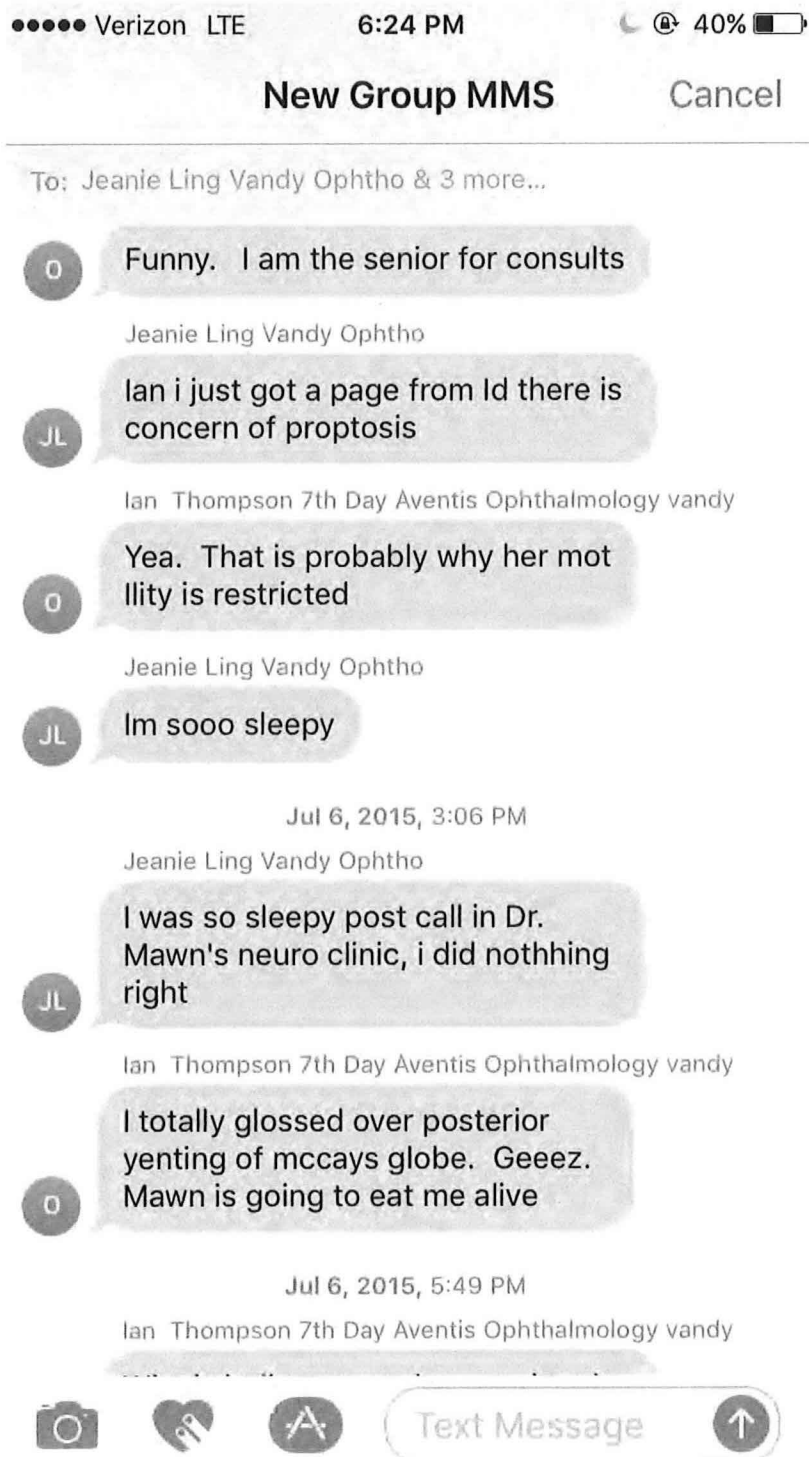 Verizon LTE 6:24 PM 40%
New Group MMS Cancel
To: Jeanie Ling Vandy Ophtho & 3 more...
O
Funny. I am the senior for consults
Jeanie Ling Vandy Ophtho
JL
Ian i just got a page from Id there is
concern of proptosis
Ian Thompson 7th Day Aventis Ophthalmology vandy
O
Yea. That is probably why her mot
Ility is restricted
Jeanie Ling Vandy Ophtho
JL
Im sooo sleepy
Jul 6, 2015, 3:06 PM
Jeanie Ling Vandy Ophtho
JL
I was so sleepy post call in Dr.
Mawn's neuro clinic, i did nothhing
right
Ian Thompson 7th Day Aventis Ophthalmology vandy
O
I totally glossed over posterior
yenting of mccays globe. Geeez.
Mawn is going to eat me alive
Jul 6, 2015, 5:49 PM
Ian Thompson 7th Day Aventis Ophthalmology vandy
Text Message